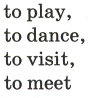 to play,
to dance,
to visit,
to meet